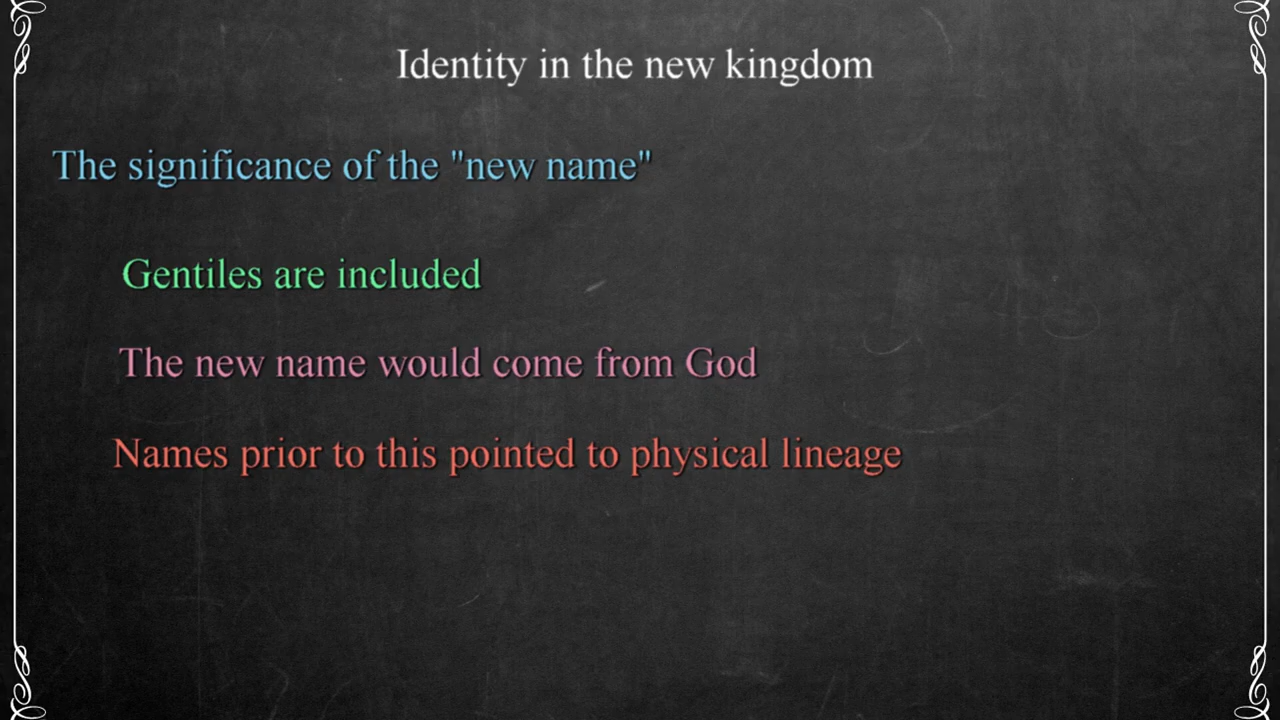 Identity in the new kingdom
The significance of the "new name"
Gentiles are included
The new name would come from God
Names prior to this pointed to physical lineage